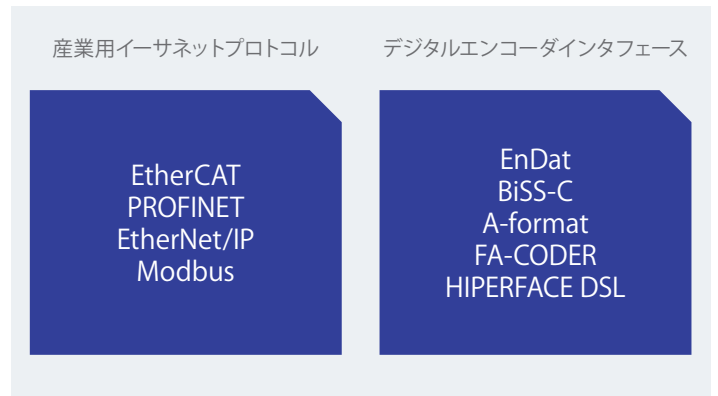 産業用イーサネットプロトコル
EtherCAT
PROFINET
EtherNet/IP
Modbus
デジタルエンコーダインタフェース
EnDat
BiSS-C
A-format
FA-CODER
HIPERFACE DSL